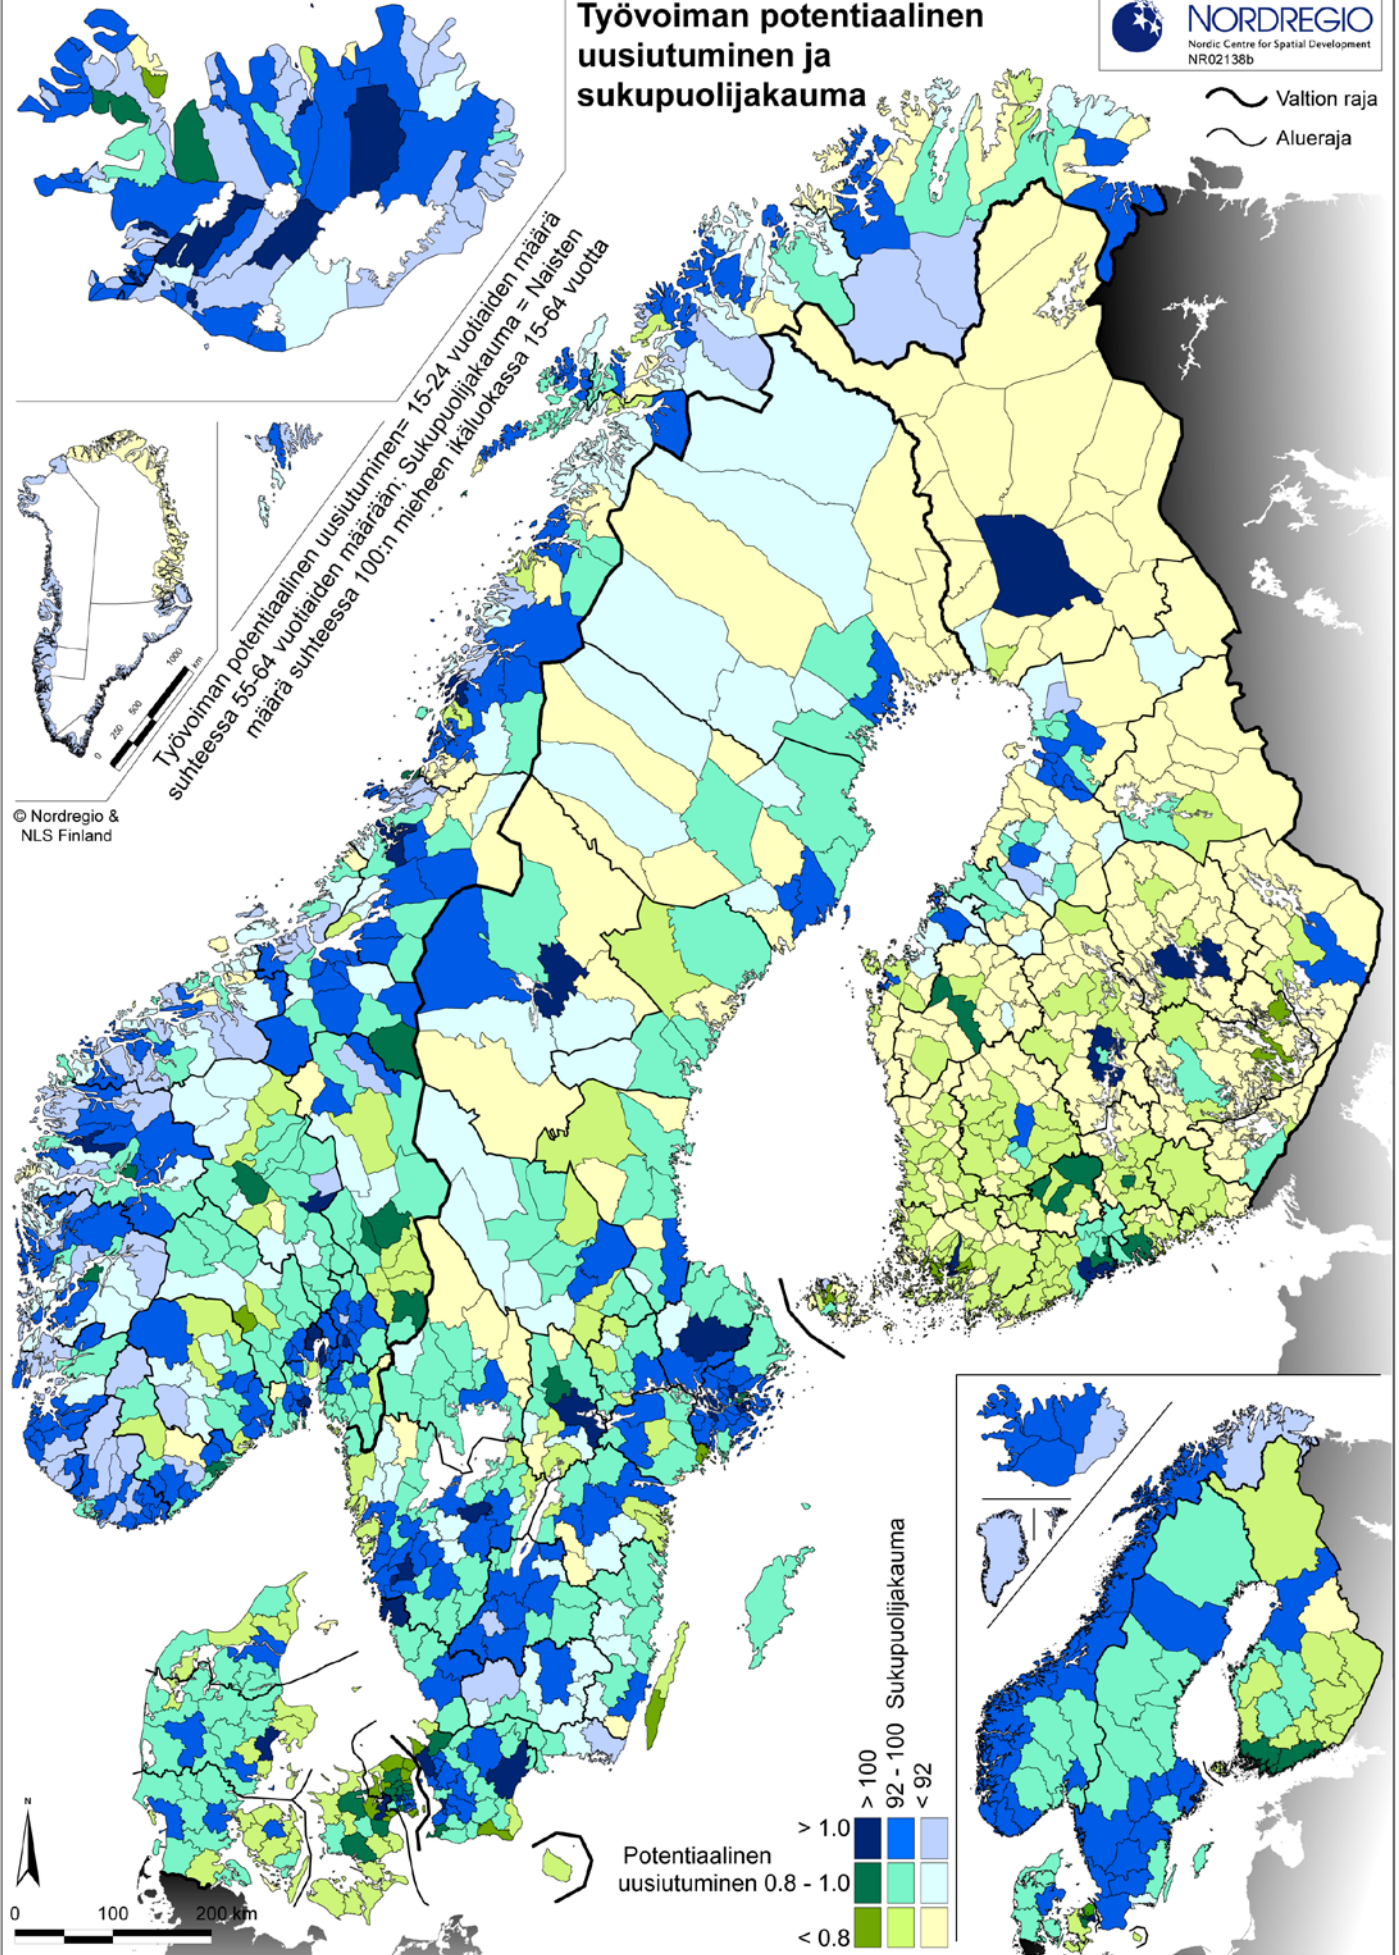 Työvoiman potentiaalinen
uusiutuminen ja
sukupuolijakauma
NORDREGIO
Nordic Centre for Spatial Development
NR02138b
Valtion raja
Alueraja
Työvoiman potentiaalinen uusiutuminen= 15-24 vuotiaiden määrä
suhteessa 55-64 vuotiaiden määrään; Sukupuolijakauma = Naisten
määrä suhteessa 100:n mieheen ikäluokassa 15-64 vuotta
0 250 500 1000 km
© Nordregio &
NLS Finland
Sukupuolijakauma
> 100
92 - 100
< 92
Potentiaalinen
uusiutuminen
> 1.0
0.8 - 1.0
< 0.8
N
0 100 200 km